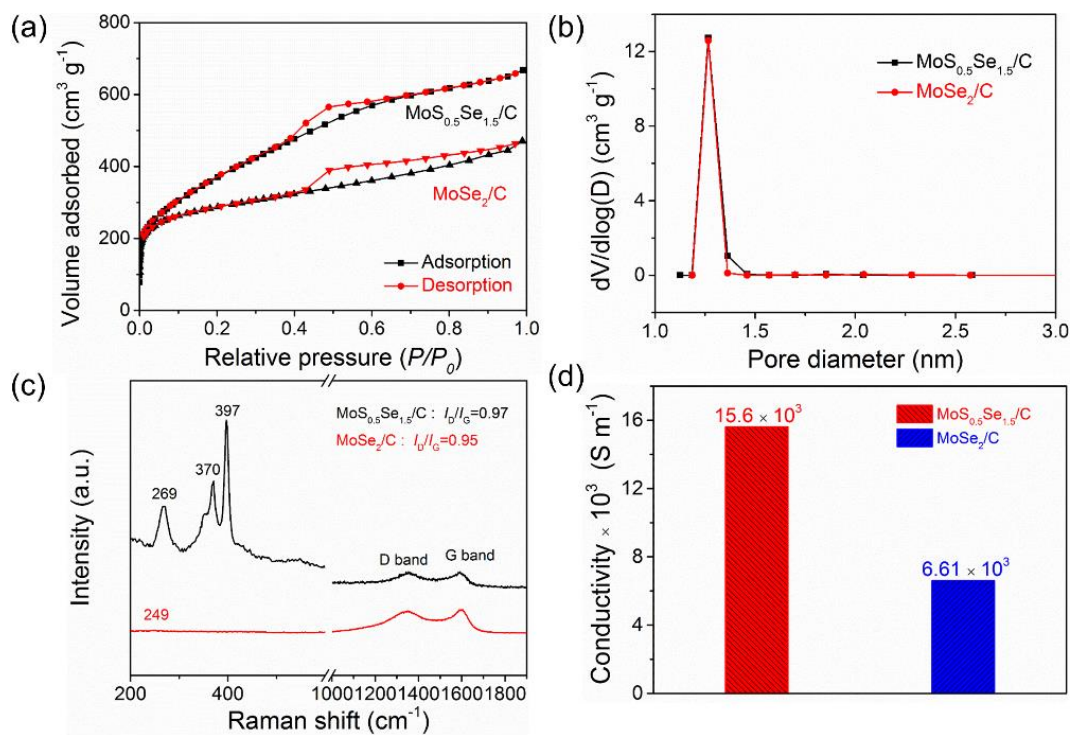 (a)
800
600
400
200
0
Volume adsorbed (cm³ g⁻¹)
MoS₀.₅Se₁.₅/C
MoSe₂/C
Adsorption
Desorption
0.0 0.2 0.4 0.6 0.8 1.0
Relative pressure (P/P₀)
(b)
12
8
4
0
dV/dlog(D) (cm³ g⁻¹)
MoS₀.₅Se₁.₅/C
MoSe₂/C
1.0 1.5 2.0 2.5 3.0
Pore diameter (nm)
(c)
Intensity (a.u.)
397
370
269
MoS₀.₅Se₁.₅/C : I_D/I_G=0.97
MoSe₂/C : I_D/I_G=0.95
D band
G band
249
200 400 1000 1200 1400 1600 1800
Raman shift (cm⁻¹)
(d)
16
12
8
4
0
Conductivity × 10³ (S m⁻¹)
15.6 × 10³
MoS₀.₅Se₁.₅/C
MoSe₂/C
6.61 × 10³